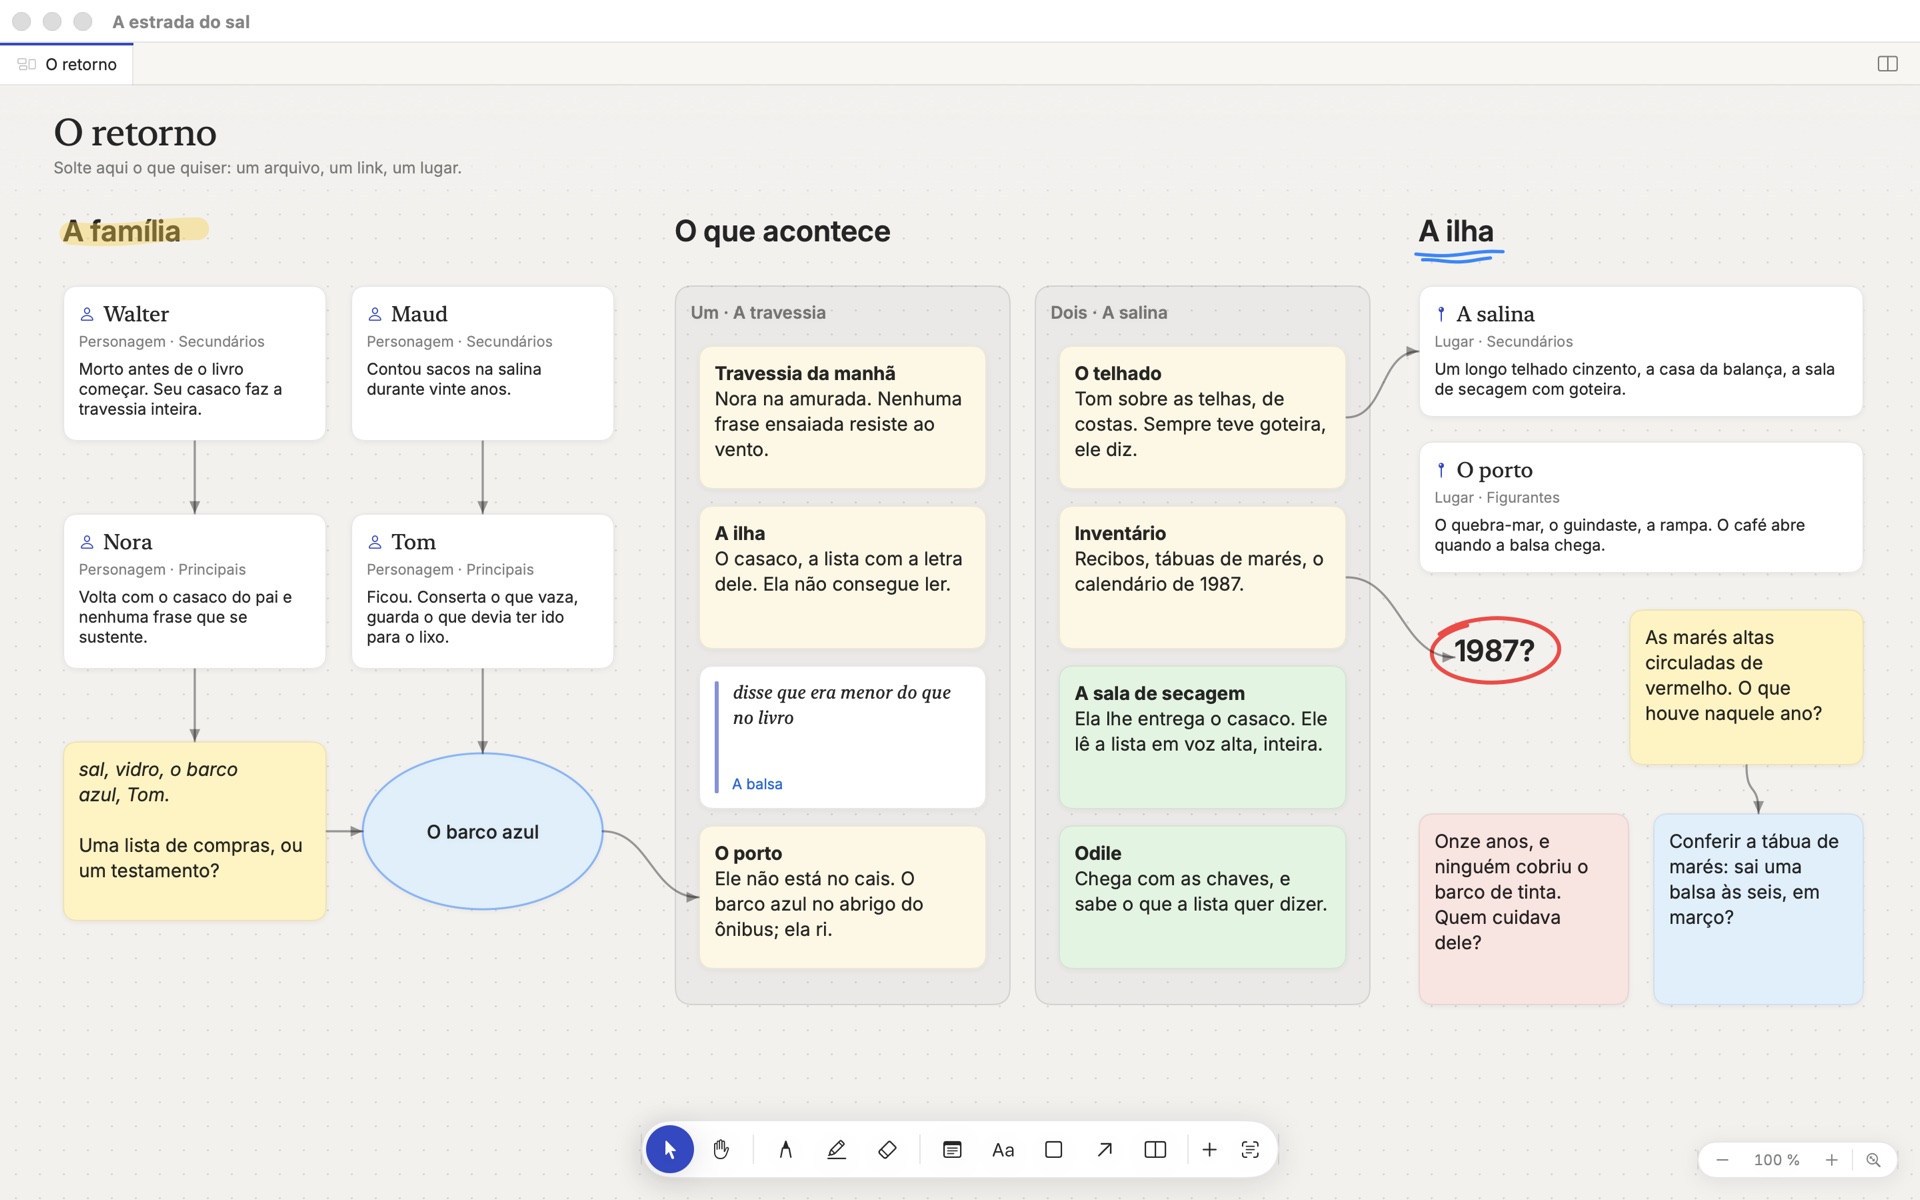 A estrada do sal
O retorno
O retorno
Solte aqui o que quiser: um arquivo, um link, um lugar.
A família
Walter
Personagem · Secundários
Morto antes de o livro
começar. Seu casaco faz a
travessia inteira.
Maud
Personagem · Secundários
Contou sacos na salina
durante vinte anos.
Nora
Personagem · Principais
Volta com o casaco do pai e
nenhuma frase que se
sustente.
Tom
Personagem · Principais
Ficou. Conserta o que vaza,
guarda o que devia ter ido
para o lixo.
sal, vidro, o barco
azul, Tom.
Uma lista de compras, ou
um testamento?
O barco azul
O que acontece
Um · A travessia
Travessia da manhã
Nora na amurada. Nenhuma
frase ensaiada resiste ao
vento.
A ilha
O casaco, a lista com a letra
dele. Ela não consegue ler.
disse que era menor do que
no livro
A balsa
O porto
Ele não está no cais. O
barco azul no abrigo do
ônibus; ela ri.
Dois · A salina
O telhado
Tom sobre as telhas, de
costas. Sempre teve goteira,
ele diz.
Inventário
Recibos, tábuas de marés, o
calendário de 1987.
A sala de secagem
Ela lhe entrega o casaco. Ele
lê a lista em voz alta, inteira.
Odile
Chega com as chaves, e
sabe o que a lista quer dizer.
A ilha
A salina
Lugar · Secundários
Um longo telhado cinzento, a casa da balança, a sala
de secagem com goteira.
O porto
Lugar · Figurantes
O quebra-mar, o guindaste, a rampa. O café abre
quando a balsa chega.
1987?
As marés altas
circuladas de
vermelho. O que
houve naquele ano?
Onze anos, e
ninguém cobriu o
barco de tinta.
Quem cuidava
dele?
Conferir a tábua de
marés: sai uma
balsa às seis, em
março?
Aa
100 %